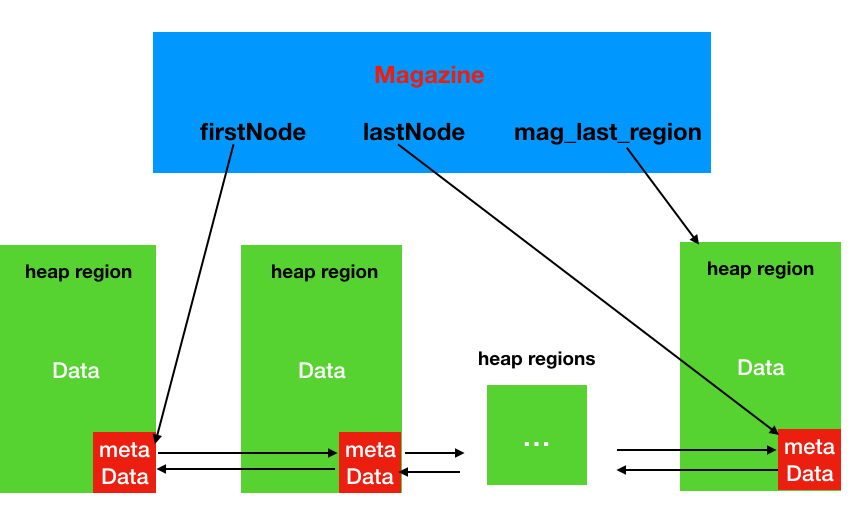 Magazine
firstNode
lastNode
mag_last_region
heap region
heap region
heap region
Data
Data
Data
heap regions
...
meta
Data
meta
Data
meta
Data